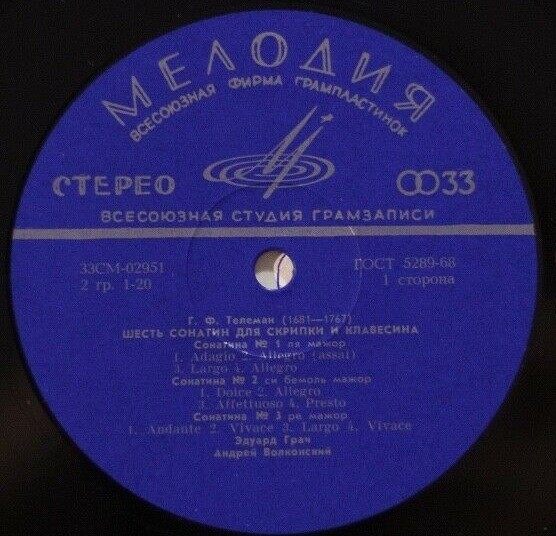 МЕЛОДИЯ
ВСЕСОЮЗНАЯ ФИРМА ГРАМПЛАСТИНОК
СТЕРЕО 33
ВСЕСОЮЗНАЯ СТУДИЯ ГРАМЗАПИСИ
33СМ-02951 ГОСТ 5289-68
2 гр. 1-20 1 сторона
Г. Ф. Телеман (1681—1767)
ШЕСТЬ СОНАТИН ДЛЯ СКРИПКИ И КЛАВЕСИНА
Сонатина № 1 ля мажор
1. Adagio 2. Allegro (assai)
3. Largo 4. Allegro
Сонатина № 2 си бемоль мажор
1. Dolce 2. Allegro
3. Affettuoso 4. Presto
Сонатина № 3 ре мажор
1. Andante 2. Vivace 3. Largo 4. Vivace
Эдуард Грач
Андрей Волконский